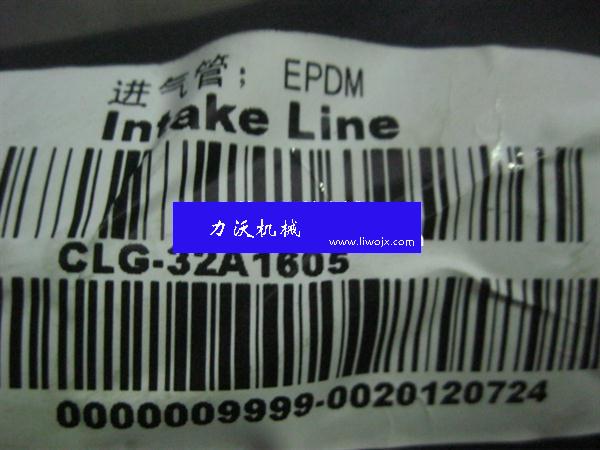 进气管；EPDM
Intake Line
力沃机械
www.liwojx.com
CLG-32A1605
0000009999-0020120724